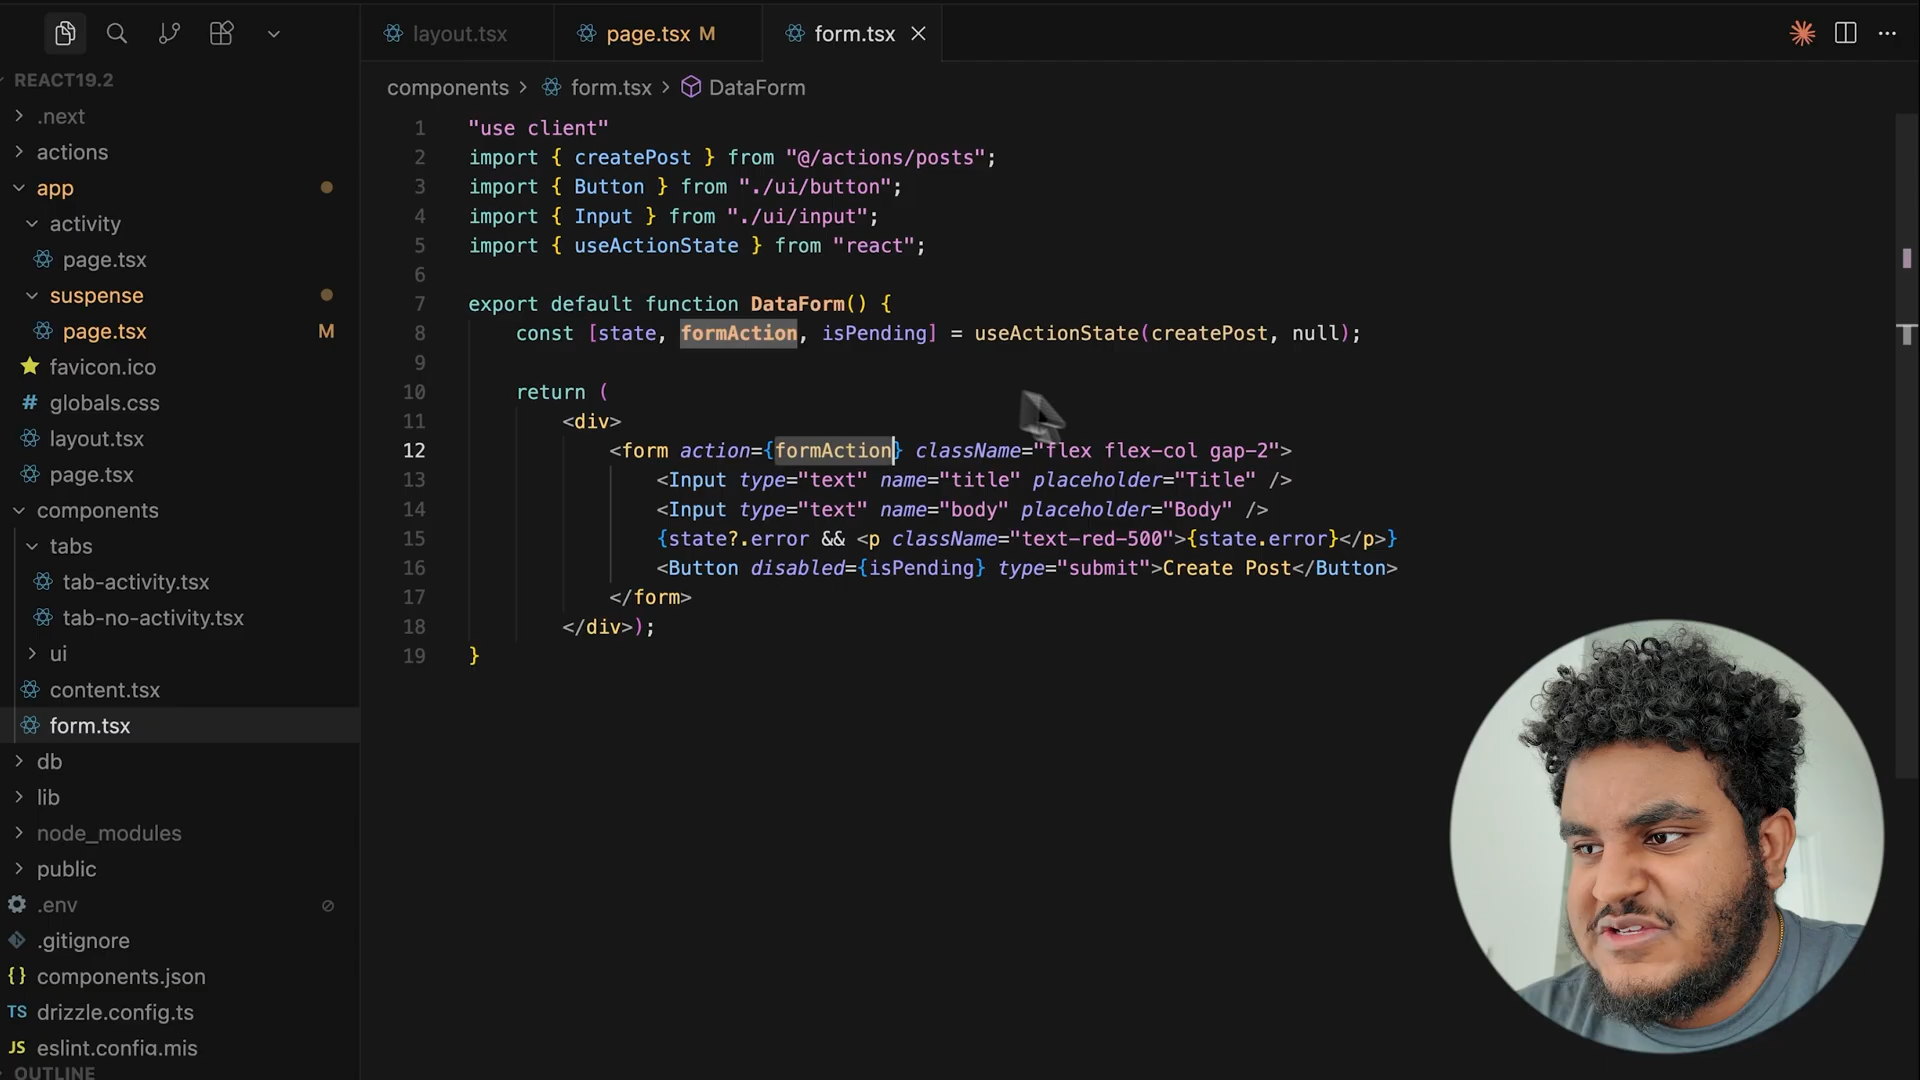 layout.tsx
page.tsx M
form.tsx
REACT19.2
.next
actions
app
activity
page.tsx
suspense
page.tsx M
favicon.ico
# globals.css
layout.tsx
page.tsx
components
tabs
tab-activity.tsx
tab-no-activity.tsx
ui
content.tsx
form.tsx
db
lib
node_modules
public
.env
.gitignore
{} components.json
TS drizzle.config.ts
JS eslint.config.mjs
OUTLINE
components > form.tsx > DataForm
1 "use client"
2 import { createPost } from "@/actions/posts";
3 import { Button } from "./ui/button";
4 import { Input } from "./ui/input";
5 import { useActionState } from "react";
6
7 export default function DataForm() {
8 const [state, formAction, isPending] = useActionState(createPost, null);
9
10 return (
11 <div>
12 <form action={formAction} className="flex flex-col gap-2">
13 <Input type="text" name="title" placeholder="Title" />
14 <Input type="text" name="body" placeholder="Body" />
15 {state?.error && <p className="text-red-500">{state.error}</p>}
16 <Button disabled={isPending} type="submit">Create Post</Button>
17 </form>
18 </div>);
19 }